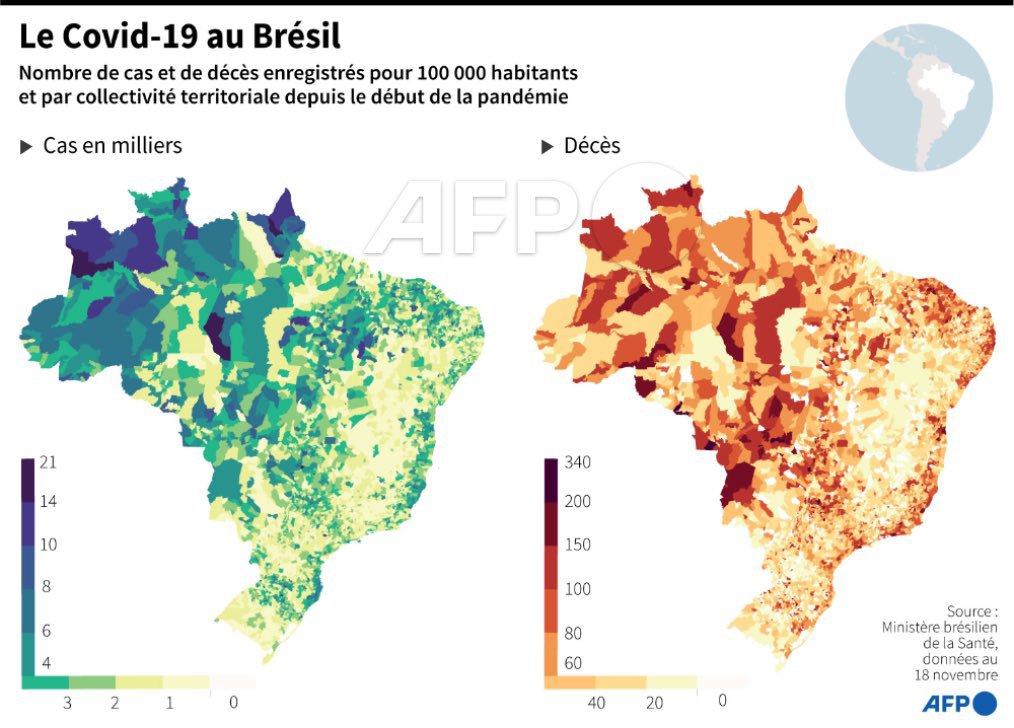 Le Covid-19 au Brésil
Nombre de cas et de décès enregistrés pour 100 000 habitants
et par collectivité territoriale depuis le début de la pandémie
Cas en milliers
Décès
AFP
21
14
10
8
6
4
3 2 1 0
340
200
150
100
80
60
40 20 0
Source :
Ministère brésilien
de la Santé,
données au
18 novembre
AFP